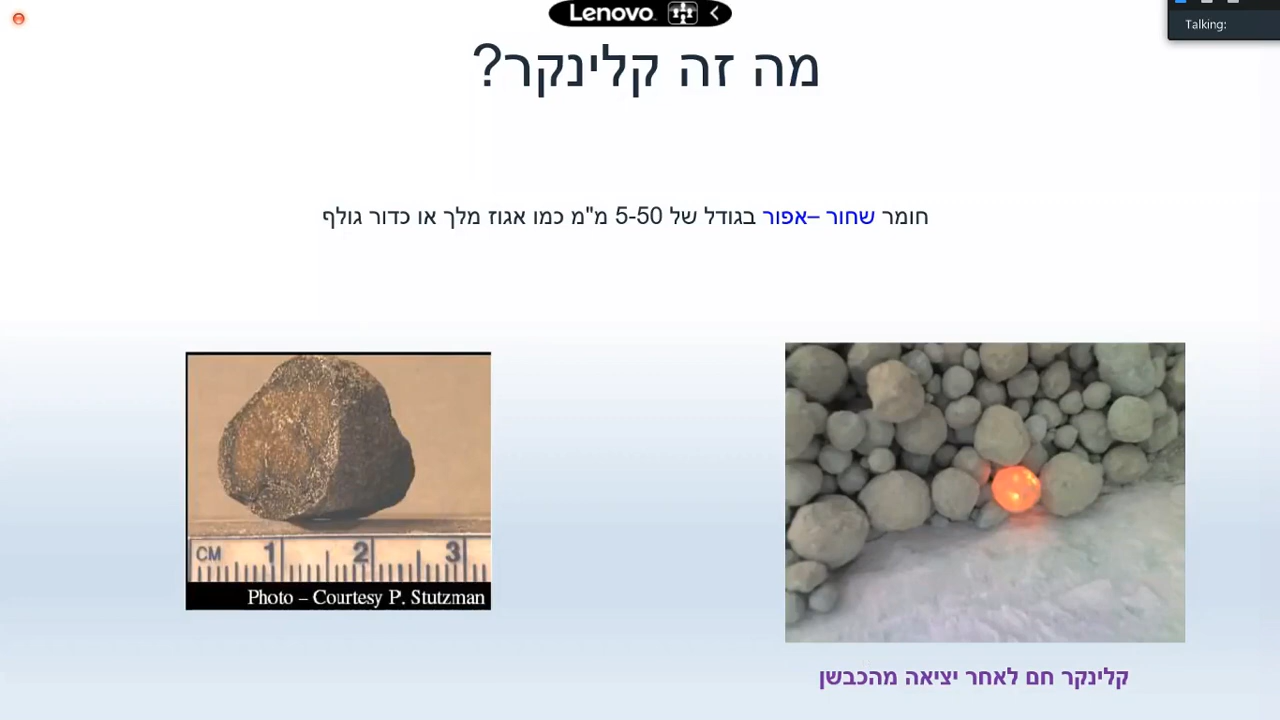 Lenovo
Talking:
מה זה קלינקר?
חומר שחור –אפור בגודל של 5-50 מ"מ כמו אגוז מלך או כדור גולף
CM 1 2 3
Photo – Courtesy P. Stutzman
קלינקר חם לאחר יציאה מהכבשן